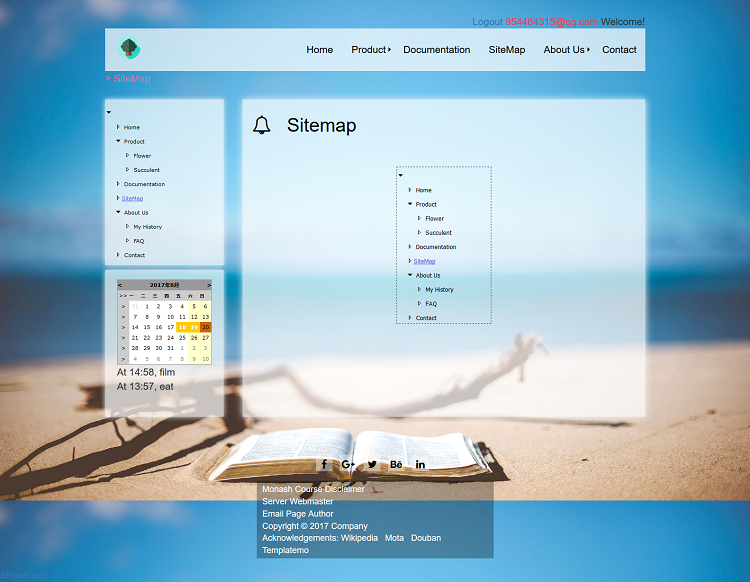 Logout 954464315@qq.com Welcome!
Home Product Documentation SiteMap About Us Contact
> SiteMap
Home
Product
Flower
Succulent
Documentation
SiteMap
About Us
My History
FAQ
Contact
< 2017年8月 >
>> 一 二 三 四 五 六 日
> 31 1 2 3 4 5 6
> 7 8 9 10 11 12 13
> 14 15 16 17 18 19 20
> 21 22 23 24 25 26 27
> 28 29 30 31 1 2 3
> 4 5 6 7 8 9 10
At 14:58, film
At 13:57, eat
Sitemap
Home
Product
Flower
Succulent
Documentation
SiteMap
About Us
My History
FAQ
Contact
f G+ Bē in
Monash Course Disclaimer
Server Webmaster
Email Page Author
Copyright © 2017 Company
Acknowledgements: Wikipedia Mota Douban
Templatemo